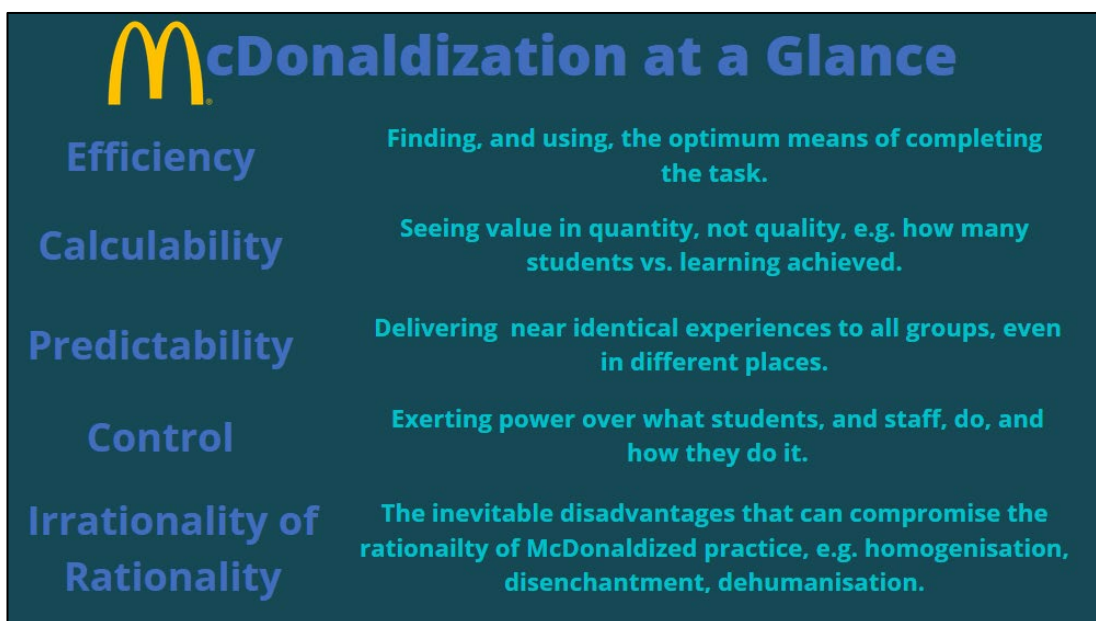 McDonaldization at a Glance
Efficiency
Finding, and using, the optimum means of completing
the task.
Calculability
Seeing value in quantity, not quality, e.g. how many
students vs. learning achieved.
Predictability
Delivering  near identical experiences to all groups, even
in different places.
Control
Exerting power over what students, and staff, do, and
how they do it.
Irrationality of
Rationality
The inevitable disadvantages that can compromise the
rationailty of McDonaldized practice, e.g. homogenisation,
disenchantment, dehumanisation.